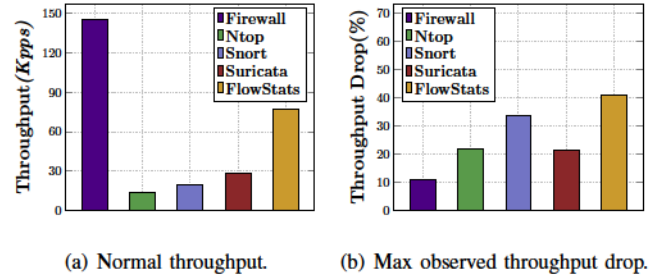 Throughput(Kpps)
150
120
90
60
30
0
Firewall
Ntop
Snort
Suricata
FlowStats
(a) Normal throughput.
Throughput Drop(%)
70
60
50
40
30
20
10
0
Firewall
Ntop
Snort
Suricata
FlowStats
(b) Max observed throughput drop.